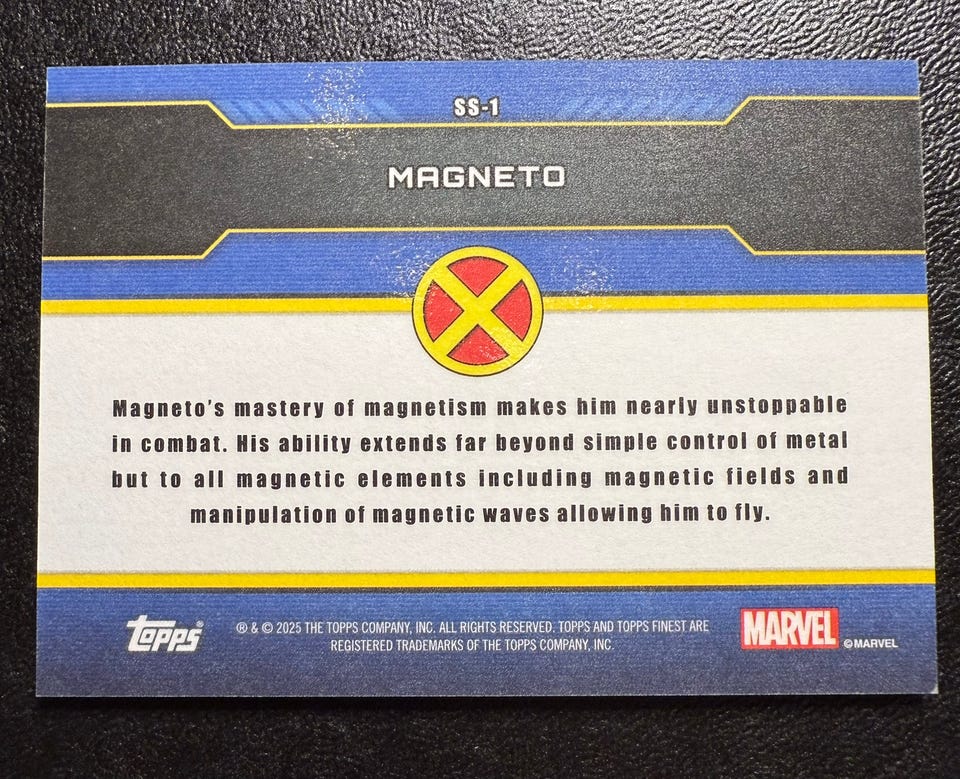 SS-1
MAGNETO
Magneto's mastery of magnetism makes him nearly unstoppable
in combat. His ability extends far beyond simple control of metal
but to all magnetic elements including magnetic fields and
manipulation of magnetic waves allowing him to fly.
topps®
® & © 2025 THE TOPPS COMPANY, INC. ALL RIGHTS RESERVED. TOPPS AND TOPPS FINEST ARE
REGISTERED TRADEMARKS OF THE TOPPS COMPANY, INC.
MARVEL
© MARVEL